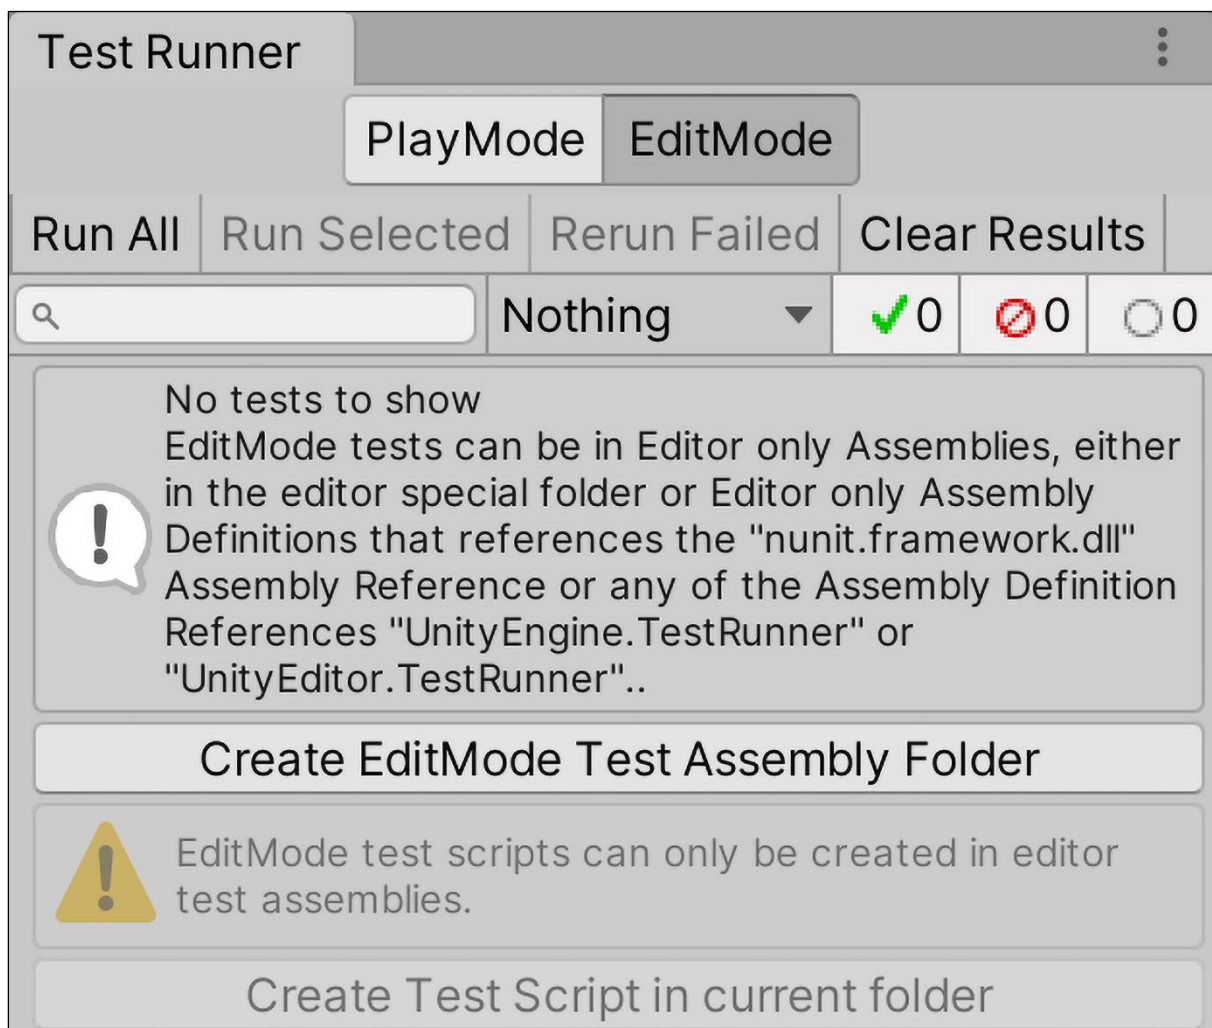 Test Runner
PlayMode EditMode
Run All Run Selected Rerun Failed Clear Results
Nothing 0 0 0
No tests to show
EditMode tests can be in Editor only Assemblies, either
in the editor special folder or Editor only Assembly
Definitions that references the "nunit.framework.dll"
Assembly Reference or any of the Assembly Definition
References "UnityEngine.TestRunner" or
"UnityEditor.TestRunner"..
Create EditMode Test Assembly Folder
EditMode test scripts can only be created in editor
test assemblies.
Create Test Script in current folder